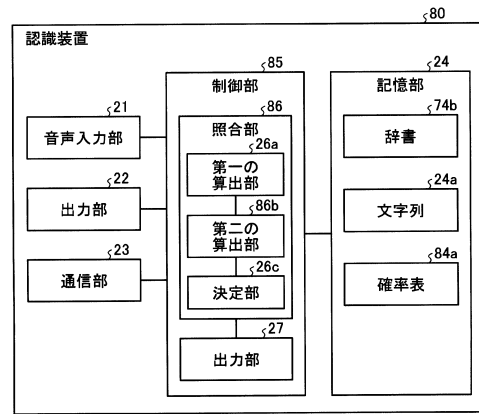 80
認識装置
85
24
制御部
記憶部
21
86
74b
音声入力部
照合部
辞書
26a
第一の
算出部
22
24a
出力部
86b
文字列
第二の
算出部
23
84a
通信部
26c
確率表
決定部
27
出力部